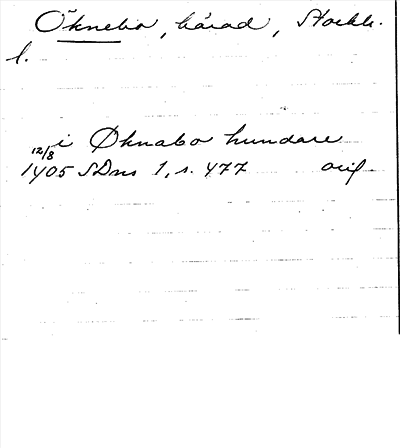 Öknebo, härad, Stockh.
l.
i Øknabo hundare
12/8
1405 SDns 1, s. 477 orig.